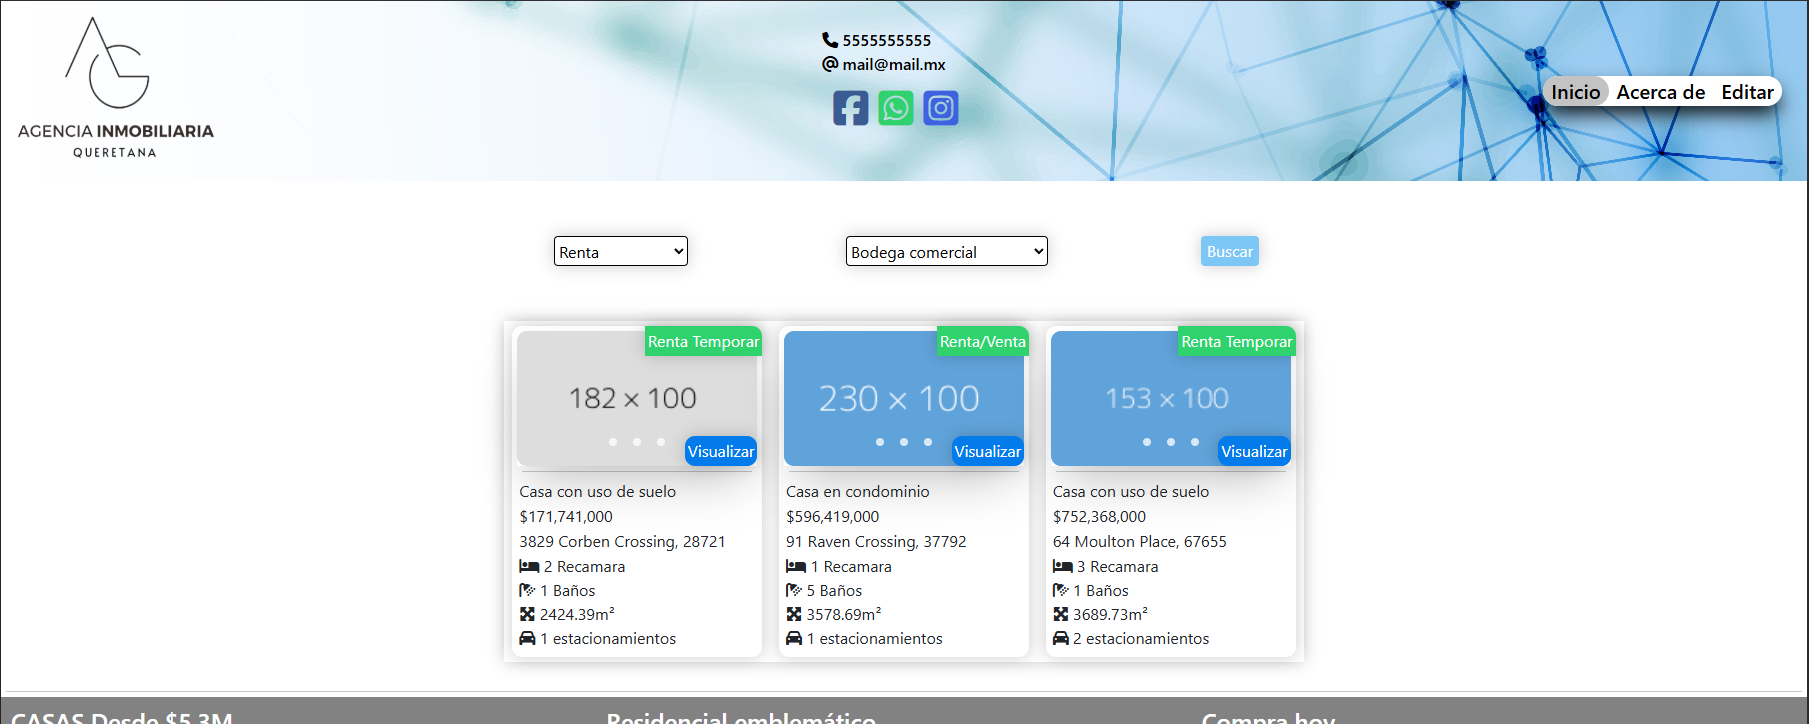 AGENCIA INMOBILIARIA
QUERETANA
5555555555
mail@mail.mx
Inicio Acerca de Editar
Renta
Bodega comercial
Buscar
Renta Temporar
182 × 100
Visualizar
Casa con uso de suelo
$171,741,000
3829 Corben Crossing, 28721
2 Recamara
1 Baños
2424.39m²
1 estacionamientos
Renta/Venta
230 × 100
Visualizar
Casa en condominio
$596,419,000
91 Raven Crossing, 37792
1 Recamara
5 Baños
3578.69m²
1 estacionamientos
Renta Temporar
153 × 100
Visualizar
Casa con uso de suelo
$752,368,000
64 Moulton Place, 67655
3 Recamara
1 Baños
3689.73m²
2 estacionamientos
CASAS Desde $5.3M
Residencial emblemático
Compra hoy